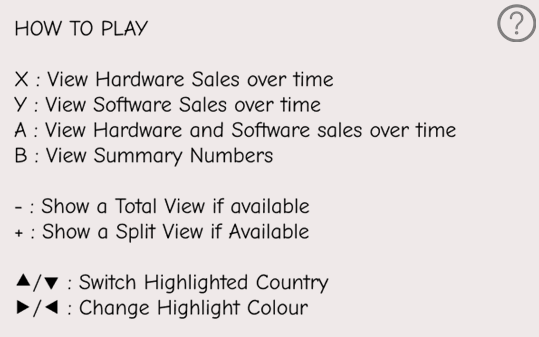 HOW TO PLAY
?
X : View Hardware Sales over time
Y : View Software Sales over time
A : View Hardware and Software sales over time
B : View Summary Numbers
- : Show a Total View if available
+ : Show a Split View if Available
▲/▼ : Switch Highlighted Country
▶/◀ : Change Highlight Colour